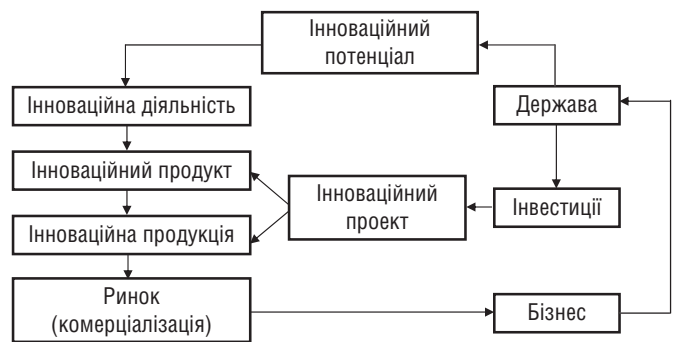 Інноваційний
потенціал
Інноваційна діяльність
Держава
Інноваційний продукт
Інноваційний
проект
Інвестиції
Інноваційна продукція
Ринок
(комерціалізація)
Бізнес